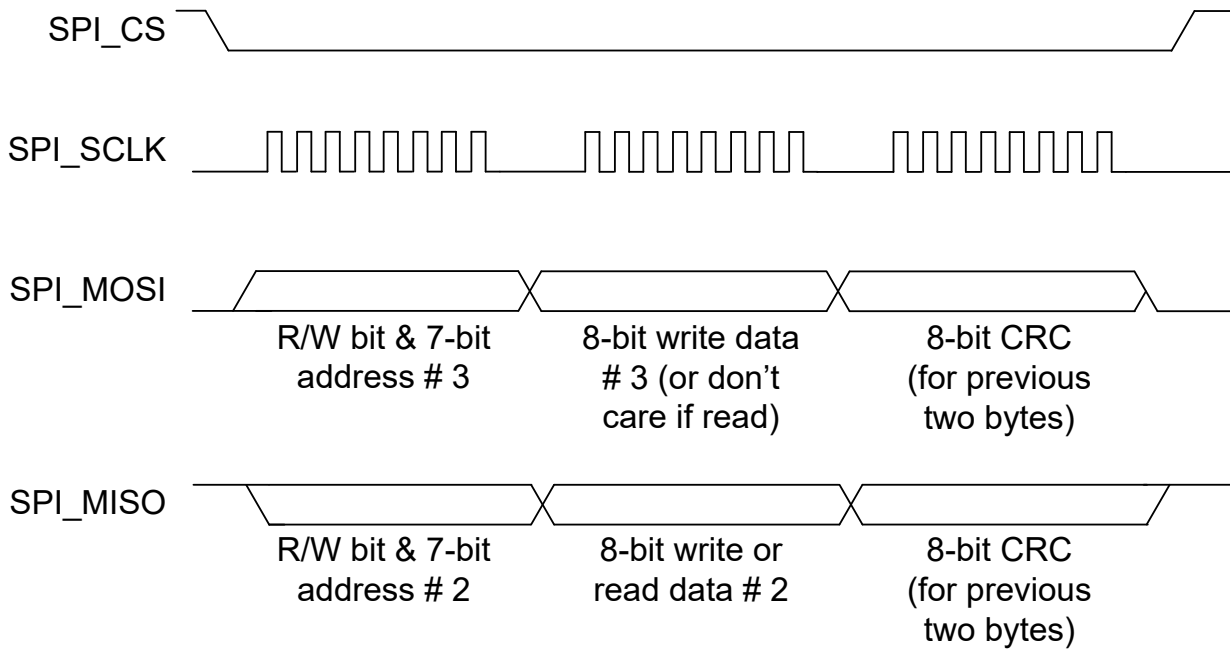 SPI_CS
SPI_SCLK
SPI_MOSI
R/W bit & 7-bit
address # 3
8-bit write data
# 3 (or don’t
care if read)
8-bit CRC
(for previous
two bytes)
SPI_MISO
R/W bit & 7-bit
address # 2
8-bit write or
read data # 2
8-bit CRC
(for previous
two bytes)